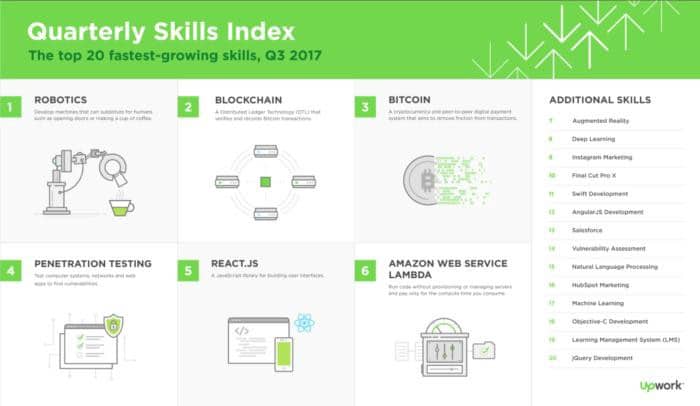 Quarterly Skills Index
The top 20 fastest-growing skills, Q3 2017
1
ROBOTICS
Develop machines that can substitute for humans,
such as opening doors or making a cup of coffee.
2
BLOCKCHAIN
A Distributed Ledger Technology (DTL) that
verifies and records Bitcoin transactions.
3
BITCOIN
A cryptocurrency and peer-to-peer digital payment
system that aims to remove friction from transactions.
4
PENETRATION TESTING
Test computer systems, networks and web
apps to find vulnerabilities.
5
REACT.JS
A JavaScript library for building user interfaces.
6
AMAZON WEB SERVICE
LAMBDA
Run code without provisioning or managing servers
and pay only for the compute time you consume.
ADDITIONAL SKILLS
7 Augmented Reality
8 Deep Learning
9 Instagram Marketing
10 Final Cut Pro X
11 Swift Development
12 AngularJS Development
13 Salesforce
14 Vulnerability Assessment
15 Natural Language Processing
16 HubSpot Marketing
17 Machine Learning
18 Objective-C Development
19 Learning Management System (LMS)
20 jQuery Development
Upwork